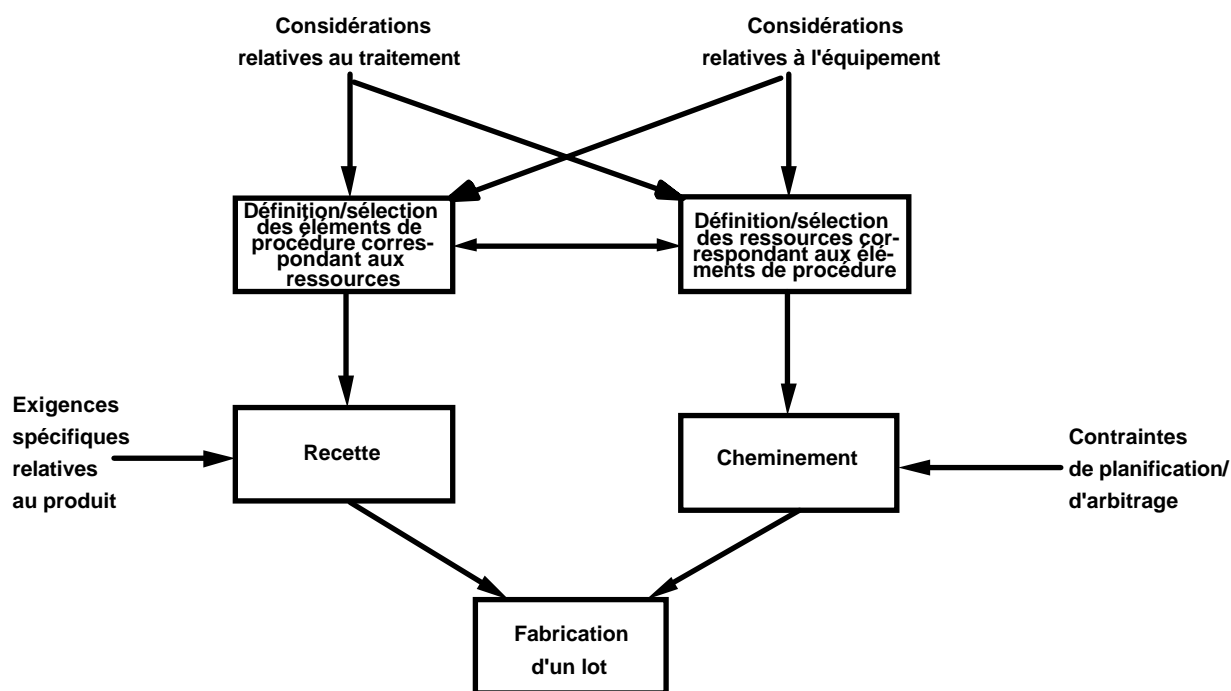 Considérations
relatives au traitement
Considérations
relatives à l'équipement
Définition/sélection
des éléments de
procédure corres-
pondant aux
ressources
Définition/sélection
des ressources cor-
respondant aux élé-
ments de procédure
Exigences
spécifiques
relatives
au produit
Recette
Cheminement
Contraintes
de planification/
d'arbitrage
Fabrication
d'un lot